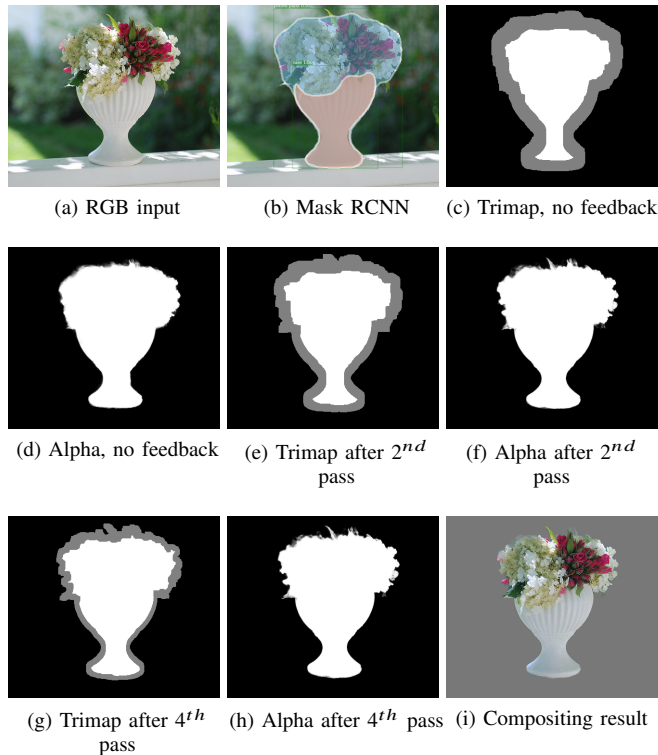 (a) RGB input
(b) Mask RCNN
(c) Trimap, no feedback
(d) Alpha, no feedback
(e) Trimap after 2nd
pass
(f) Alpha after 2nd
pass
(g) Trimap after 4th
pass
(h) Alpha after 4th pass
(i) Compositing result